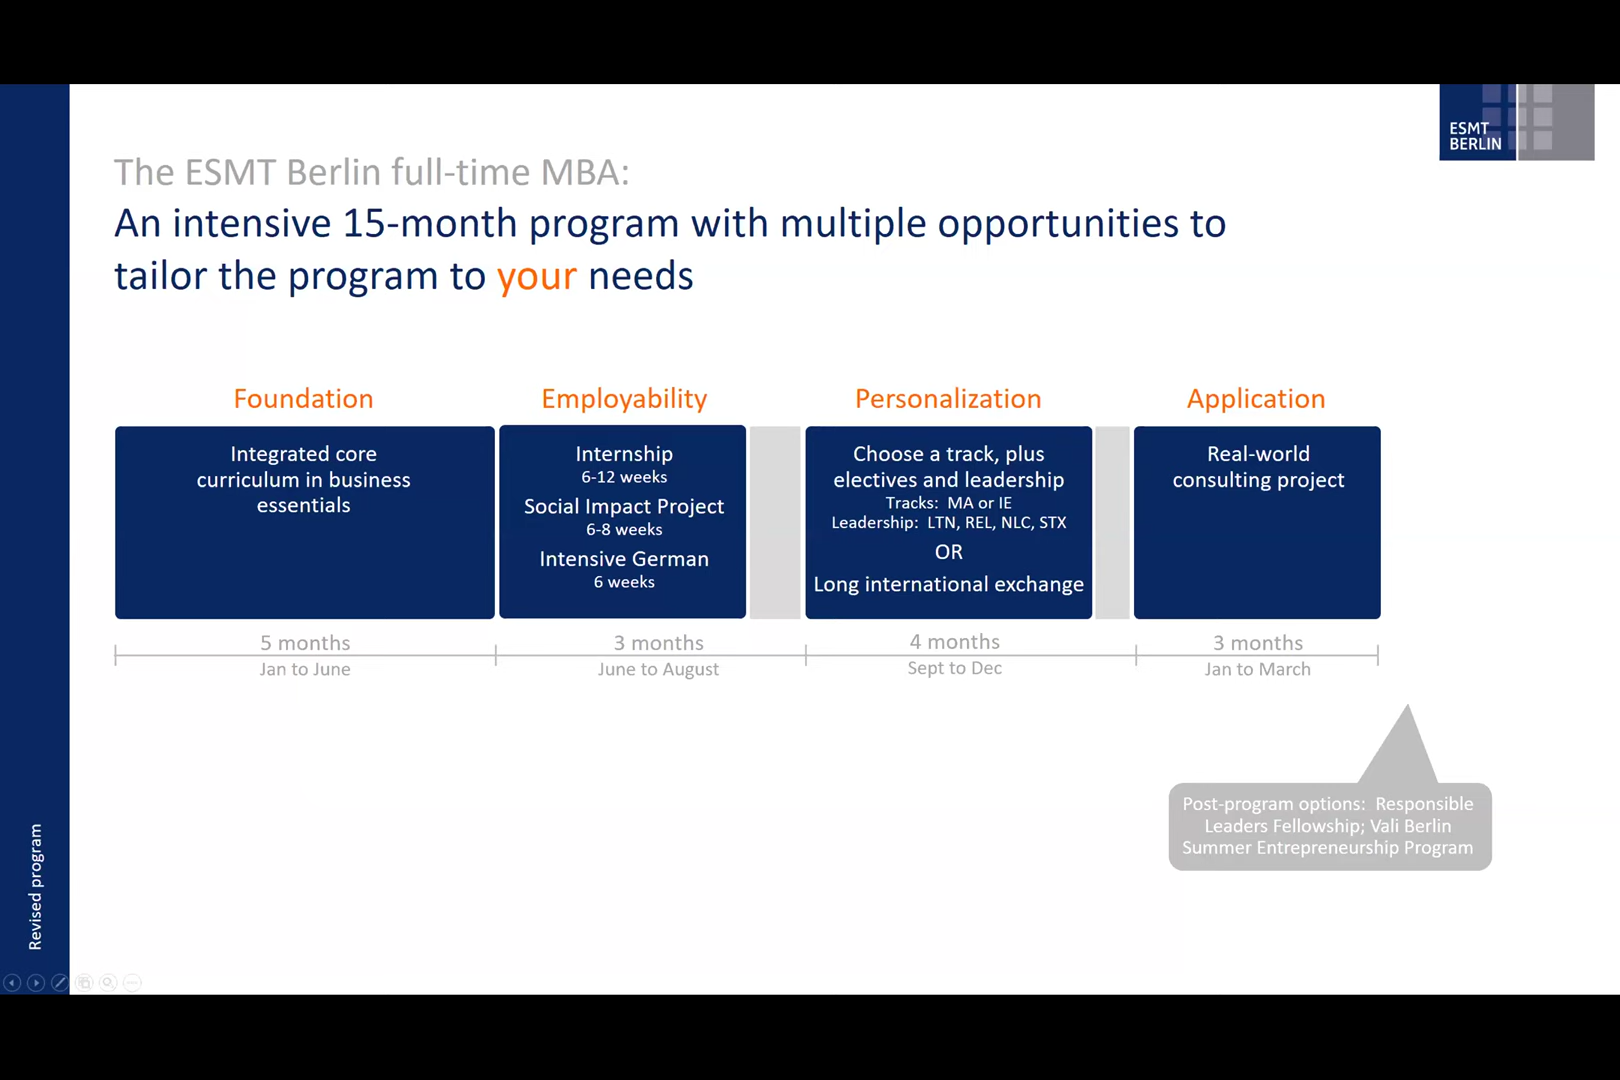 ESMT
BERLIN
The ESMT Berlin full-time MBA:
An intensive 15-month program with multiple opportunities to
tailor the program to your needs
Foundation
Integrated core
curriculum in business
essentials
5 months
Jan to June
Employability
Internship
6-12 weeks
Social Impact Project
6-8 weeks
Intensive German
6 weeks
3 months
June to August
Personalization
Choose a track, plus
electives and leadership
Tracks: MA or IE
Leadership: LTN, REL, NLC, STX
OR
Long international exchange
4 months
Sept to Dec
Application
Real-world
consulting project
3 months
Jan to March
Post-program options: Responsible
Leaders Fellowship; Vali Berlin
Summer Entrepreneurship Program
Revised program